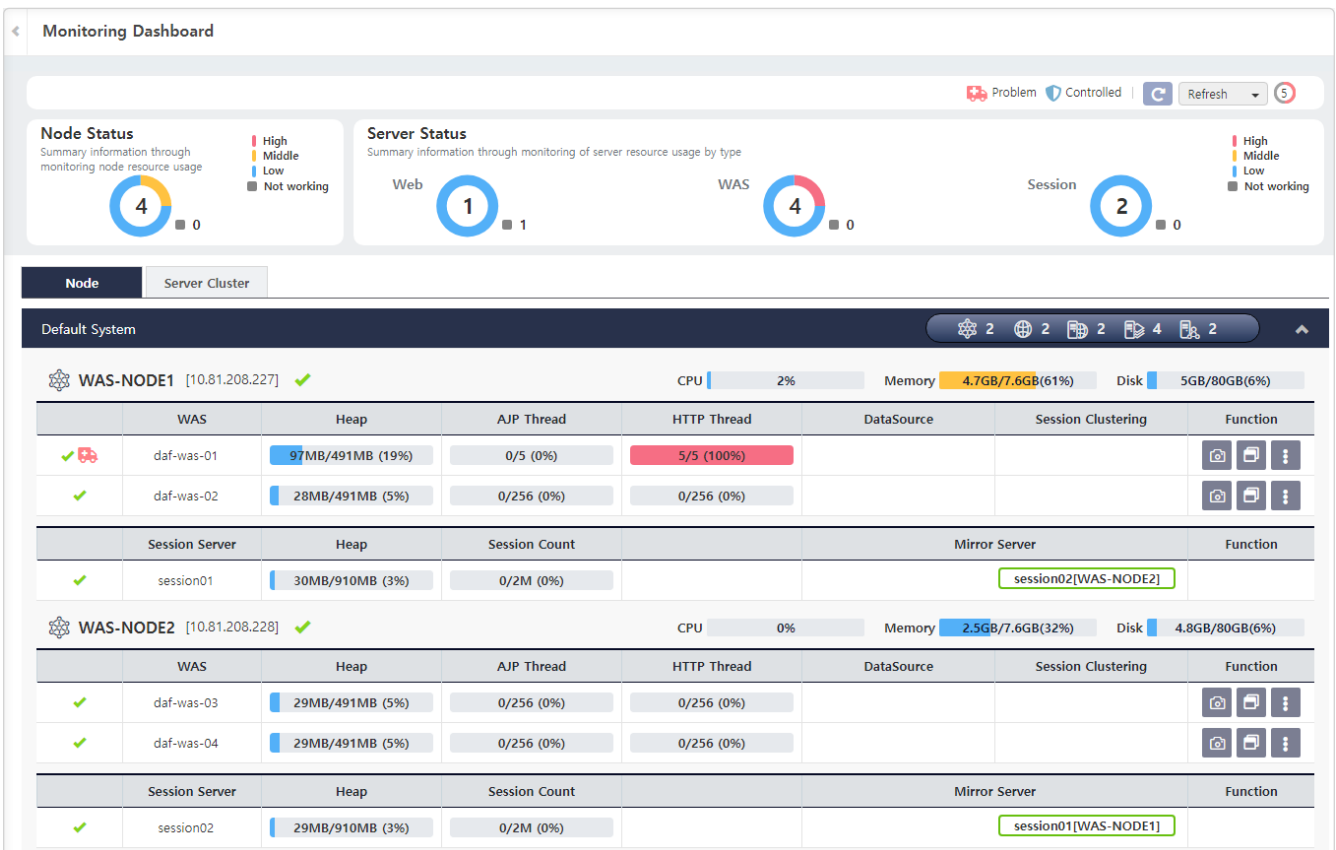 Monitoring Dashboard
Problem Controlled | Refresh 5
Node Status
Summary information through
monitoring node resource usage
High
Middle
Low
Not working
4
0
Server Status
Summary information through monitoring of server resource usage by type
High
Middle
Low
Not working
Web
1
1
WAS
4
0
Session
2
0
Node Server Cluster
Default System 2 2 2 4 2
WAS-NODE1 [10.81.208.227] CPU 2% Memory 4.7GB/7.6GB(61%) Disk 5GB/80GB(6%)
WAS Heap AJP Thread HTTP Thread DataSource Session Clustering Function
daf-was-01 97MB/491MB (19%) 0/5 (0%) 5/5 (100%)
daf-was-02 28MB/491MB (5%) 0/256 (0%) 0/256 (0%)
Session Server Heap Session Count Mirror Server Function
session01 30MB/910MB (3%) 0/2M (0%) session02[WAS-NODE2]
WAS-NODE2 [10.81.208.228] CPU 0% Memory 2.5GB/7.6GB(32%) Disk 4.8GB/80GB(6%)
WAS Heap AJP Thread HTTP Thread DataSource Session Clustering Function
daf-was-03 29MB/491MB (5%) 0/256 (0%) 0/256 (0%)
daf-was-04 29MB/491MB (5%) 0/256 (0%) 0/256 (0%)
Session Server Heap Session Count Mirror Server Function
session02 29MB/910MB (3%) 0/2M (0%) session01[WAS-NODE1]